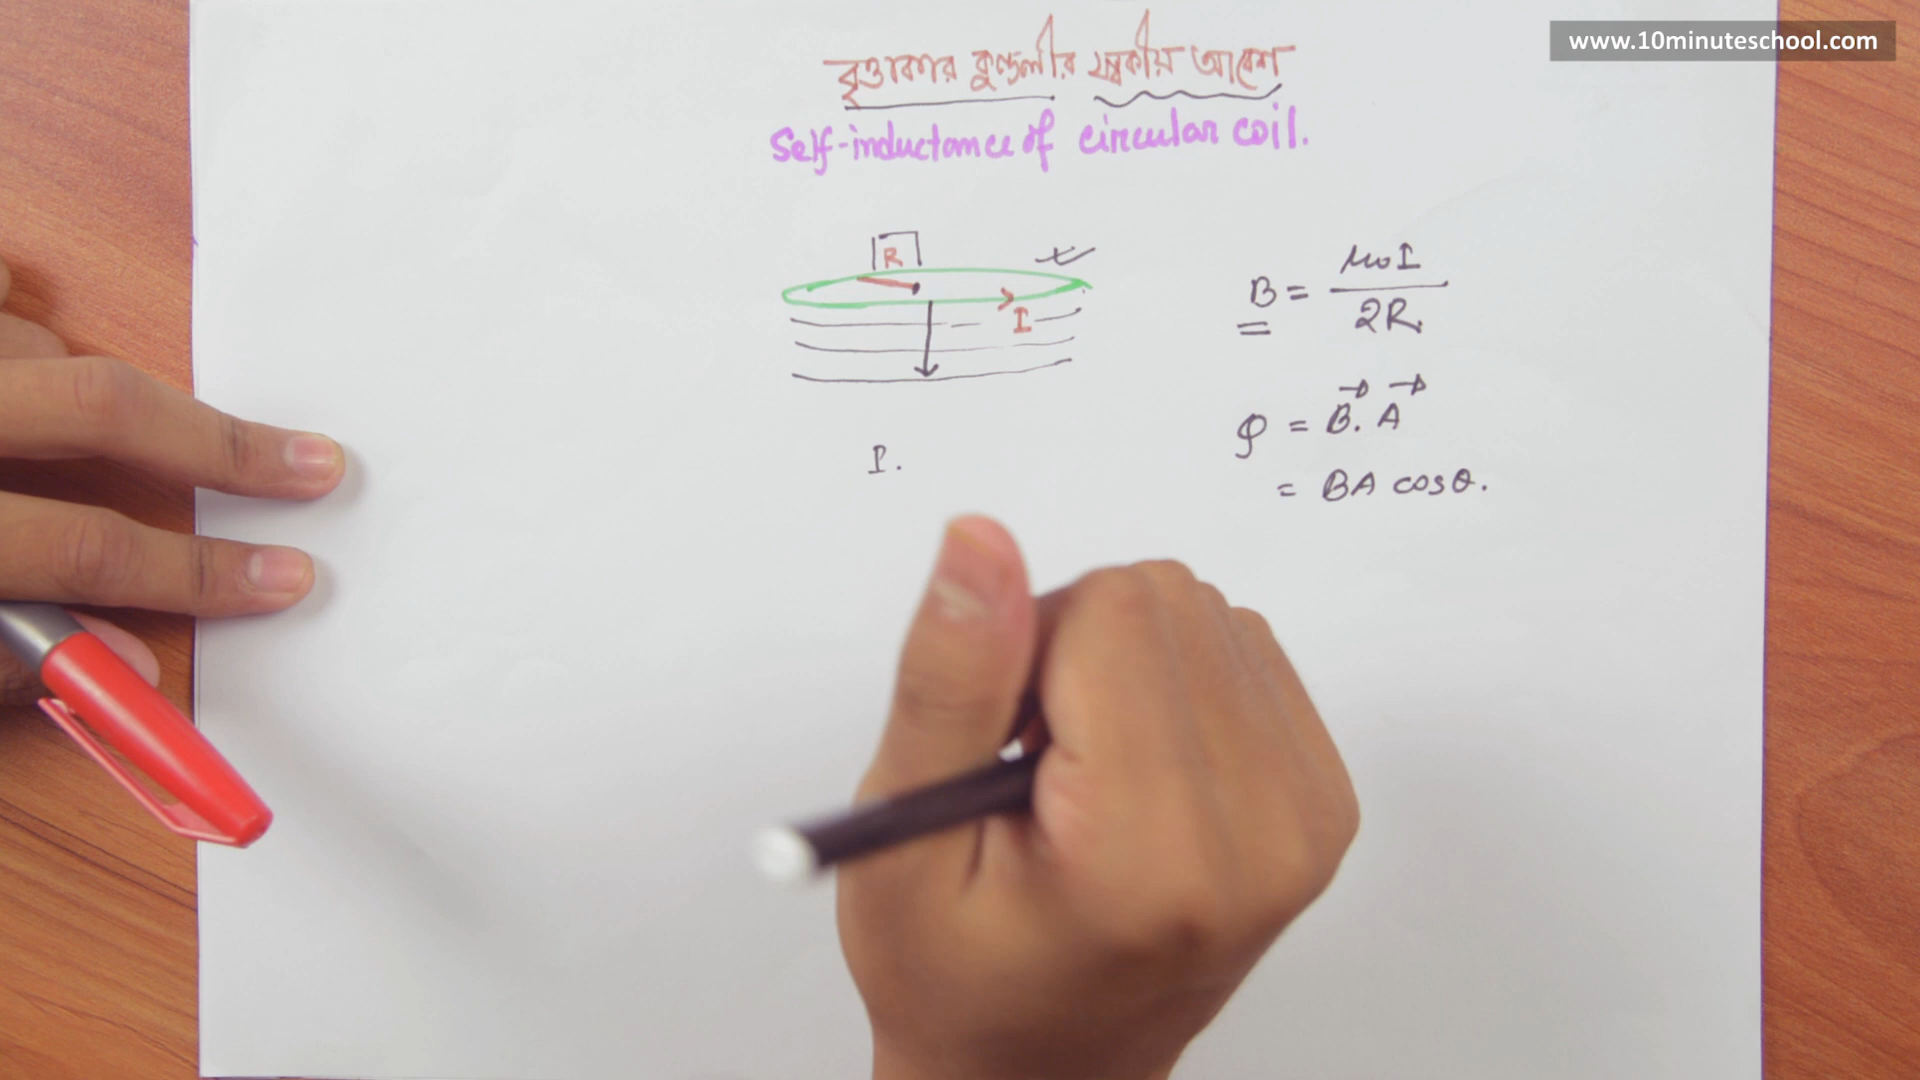 www.10minuteschool.com
বৃত্তাকার কুণ্ডলীর স্বকীয় আবেশ
Self-inductance of circular coil.
R
I
B = μ₀I / 2R
φ = B⃗. A⃗
= BA cosθ.
I.